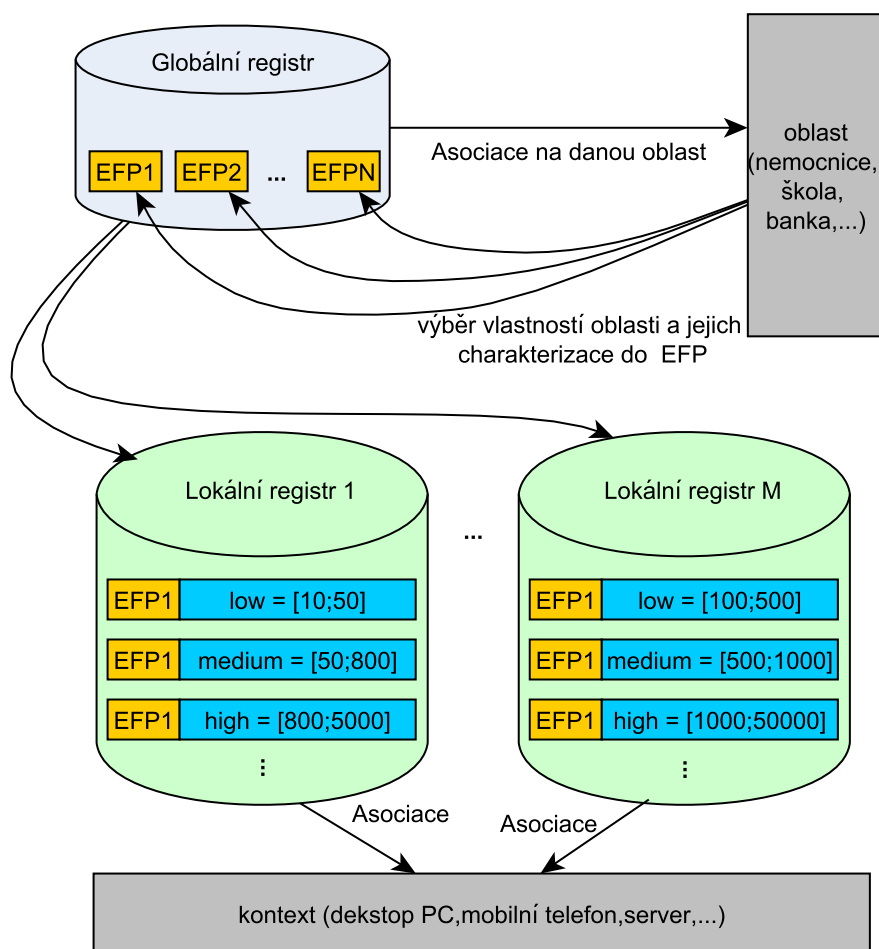 Globální registr
EFP1
EFP2
...
EFPN
Asociace na danou oblast
oblast
(nemocnice,
škola,
banka,...)
výběr vlastností oblasti a jejich
charakterizace do EFP
Lokální registr 1
EFP1 low = [10;50]
EFP1 medium = [50;800]
EFP1 high = [800;5000]
...
...
Lokální registr M
EFP1 low = [100;500]
EFP1 medium = [500;1000]
EFP1 high = [1000;50000]
...
Asociace
Asociace
kontext (dekstop PC,mobilní telefon,server,...)